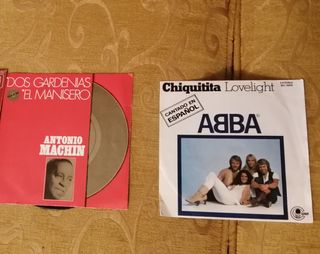 DOS GARDENIAS
EL MANISERO
ANTONIO
MACHIN
Chiquitita Lovelight
CANTADO EN
ESPAÑOL
ABBA